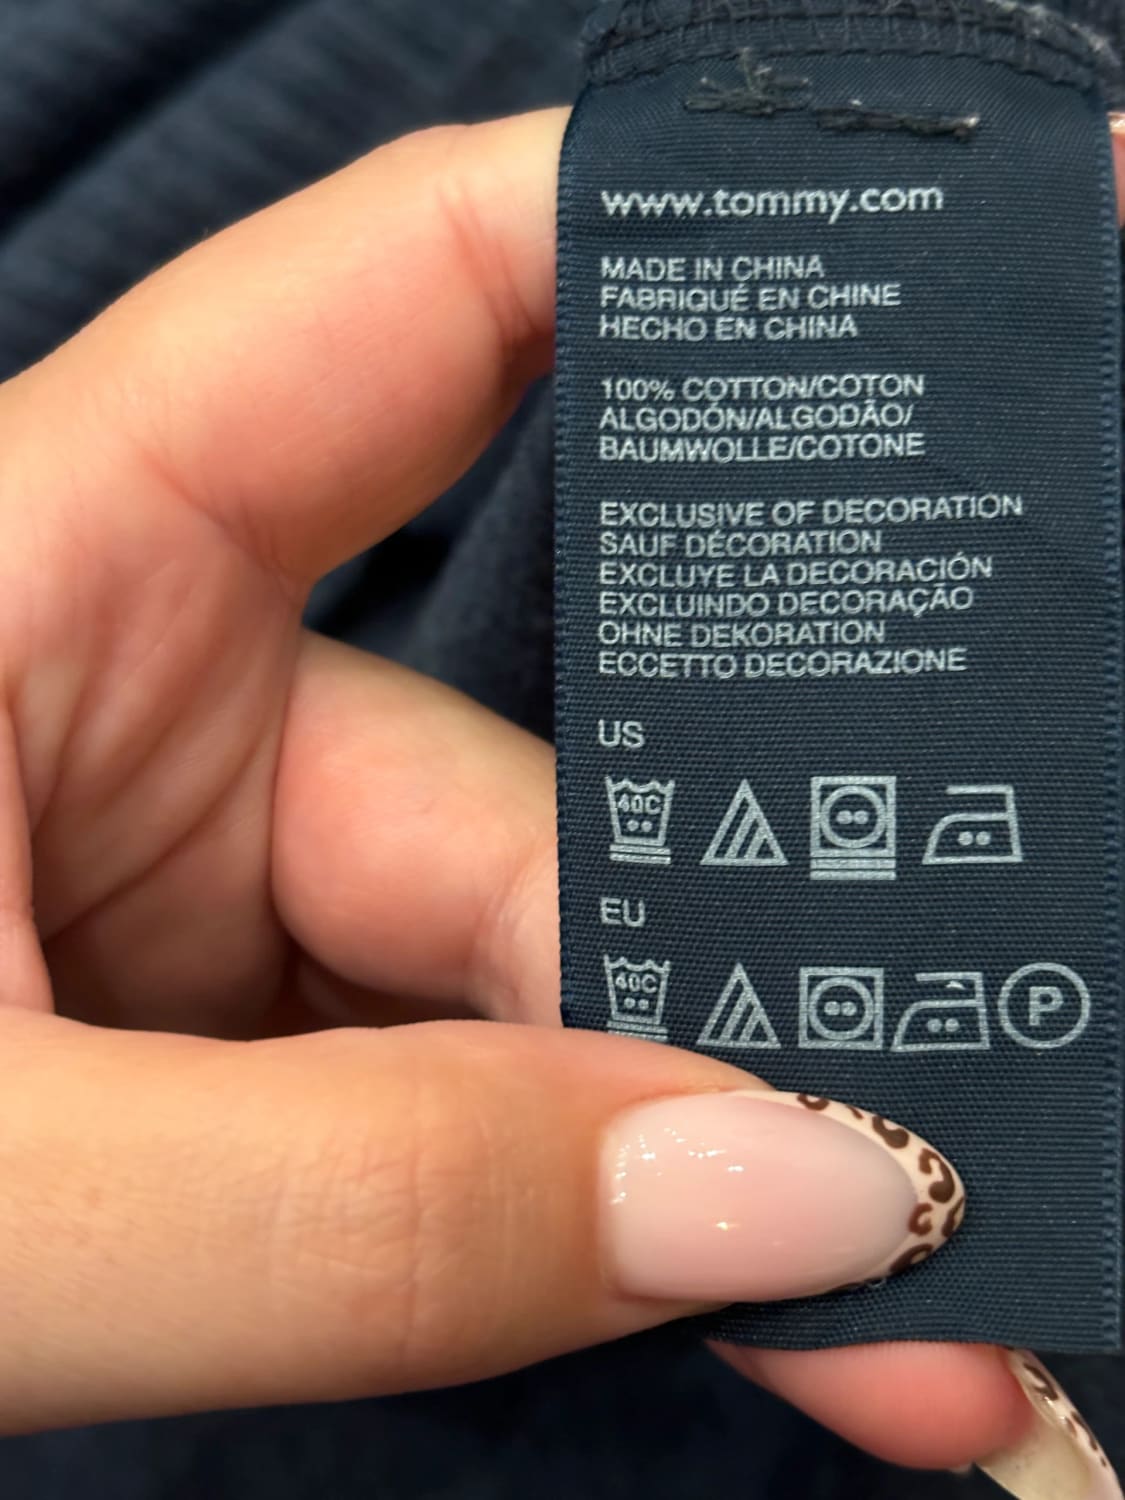 www.tommy.com
MADE IN CHINA
FABRIQUÉ EN CHINE
HECHO EN CHINA
100% COTTON/COTON
ALGODÓN/ALGODÃO/
BAUMWOLLE/COTONE
EXCLUSIVE OF DECORATION
SAUF DÉCORATION
EXCLUYE LA DECORACIÓN
EXCLUINDO DECORAÇÃO
OHNE DEKORATION
ECCETTO DECORAZIONE
US
40C
EU
40C P